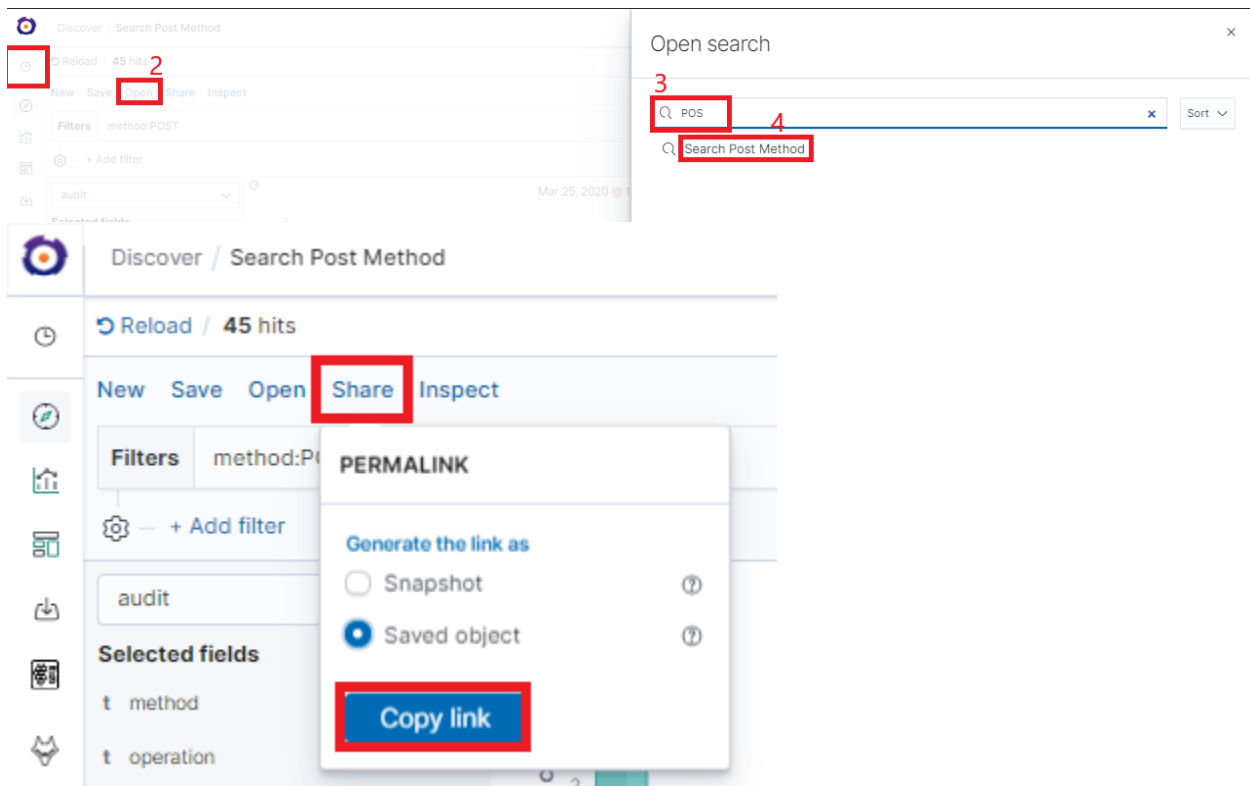 Discover / Search Post Method
Reload / 45 hits
2
New Save Open Share Inspect
Filters method:POST
+ Add filter
audit
Mar 25, 2020 @ 1
Selected fields
Open search
×
3
POS × Sort
4
Search Post Method
Discover / Search Post Method
Reload / 45 hits
New Save Open Share Inspect
Filters method:P
PERMALINK
+ Add filter
Generate the link as
audit
Snapshot
Saved object
Selected fields
t method
Copy link
t operation
2